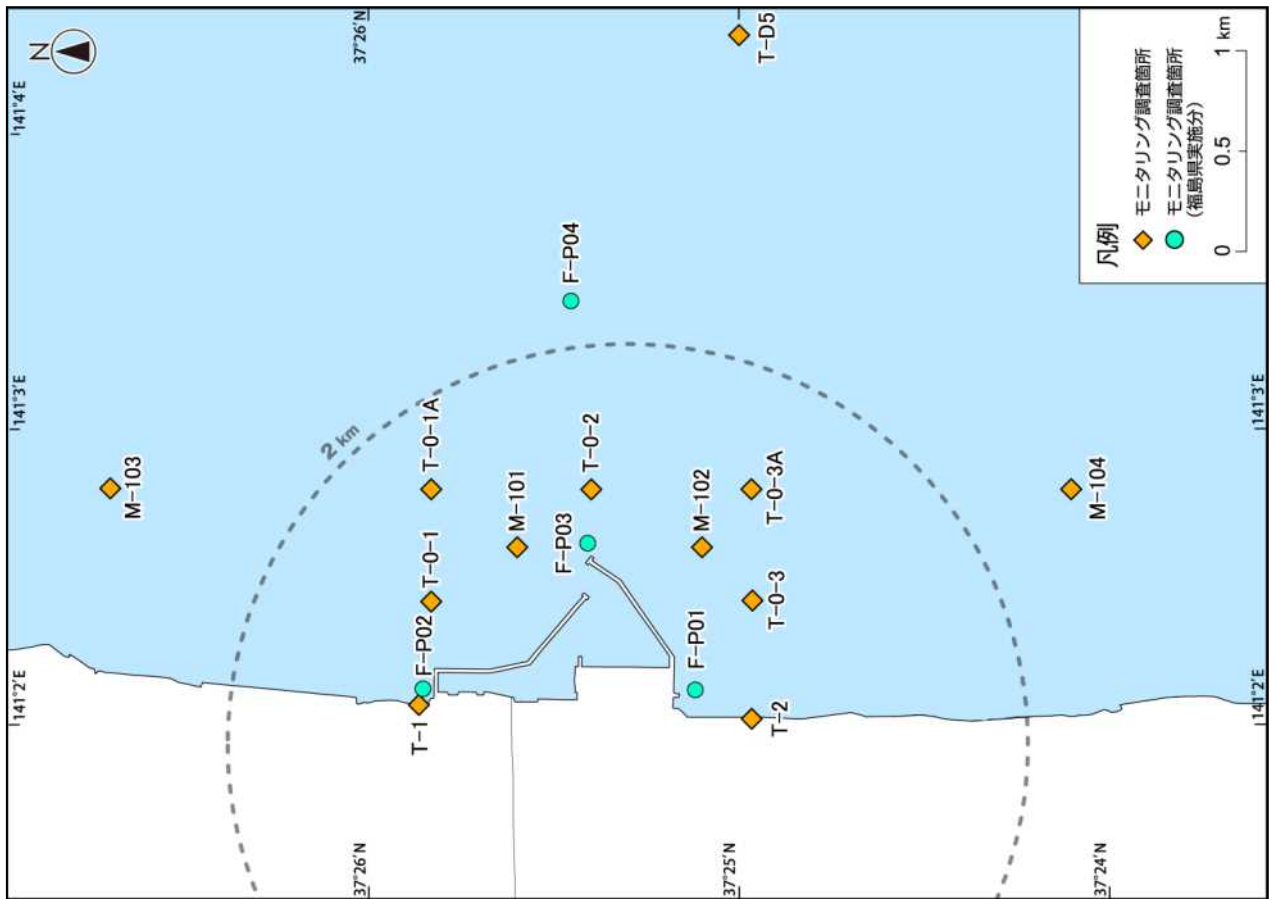 N
141°2'E
141°3'E
141°4'E
M-103
2 km
37°26'N
37°26'N
T-1
F-P02
T-0-1
T-0-1A
M-101
F-P03
T-0-2
F-P04
F-P01
M-102
37°25'N
T-2
T-0-3
T-0-3A
T-D5
M-104
37°24'N
凡例
モニタリング調査箇所
モニタリング調査箇所
(福島県実施分)
0 0.5 1 km
141°2'E
141°3'E